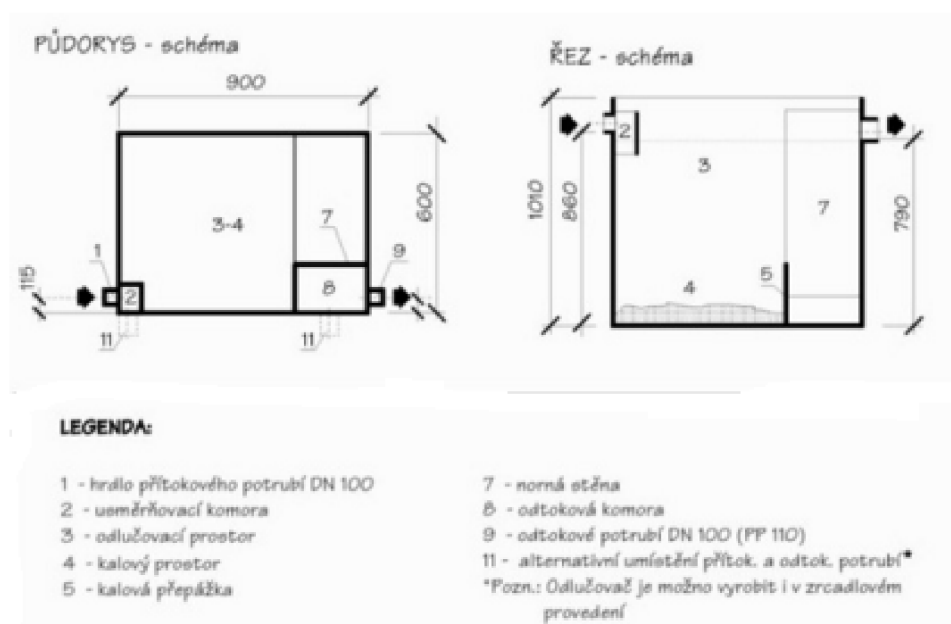 PŮDORYS - schéma
900
600
3-4
7
1
9
115
2
8
11
11
ŘEZ - schéma
2
3
1010
860
7
790
5
4
LEGENDA:
1 - hrdlo přítokového potrubí DN 100
2 - usměrňovací komora
3 - odlučovací prostor
4 - kalový prostor
5 - kalová přepážka
7 - norná stěna
8 - odtoková komora
9 - odtokové potrubí DN 100 (PP 110)
11 - alternativní umístění přítok. a odtok. potrubí*
*Pozn.: Odlučovač je možno vyrobit i v zrcadlovém
provedení